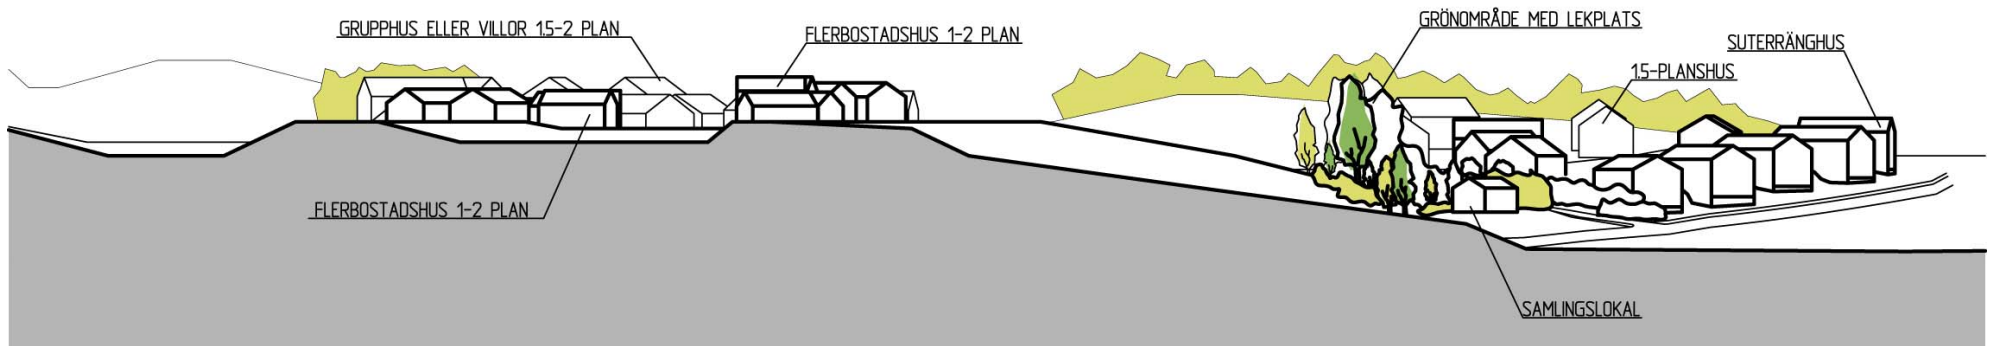 GRUPPHUS ELLER VILLOR 1.5-2 PLAN
FLERBOSTADSHUS 1-2 PLAN
GRÖNOMRÅDE MED LEKPLATS
SUTERRÄNGHUS
1.5-PLANSHUS
FLERBOSTADSHUS 1-2 PLAN
SAMLINGSLOKAL